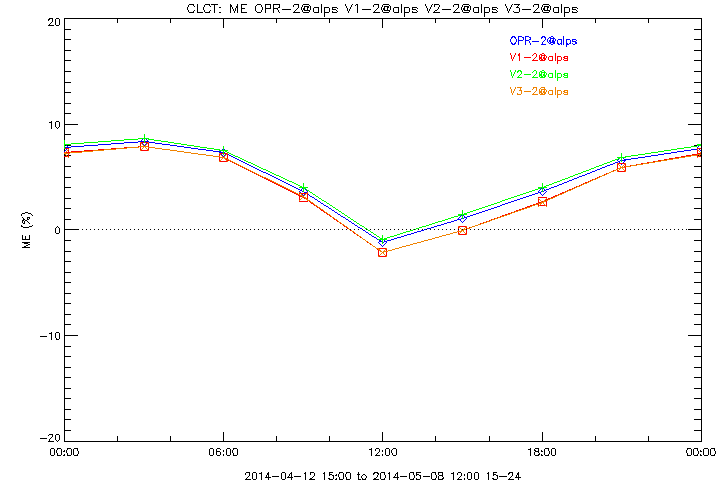 CLCT: ME OPR-2@alps V1-2@alps V2-2@alps V3-2@alps
20
OPR-2@alps
V1-2@alps
V2-2@alps
V3-2@alps
10
ME (%)
0
-10
-20
00:00 06:00 12:00 18:00 00:00
2014-04-12 15:00 to 2014-05-08 12:00 15-24